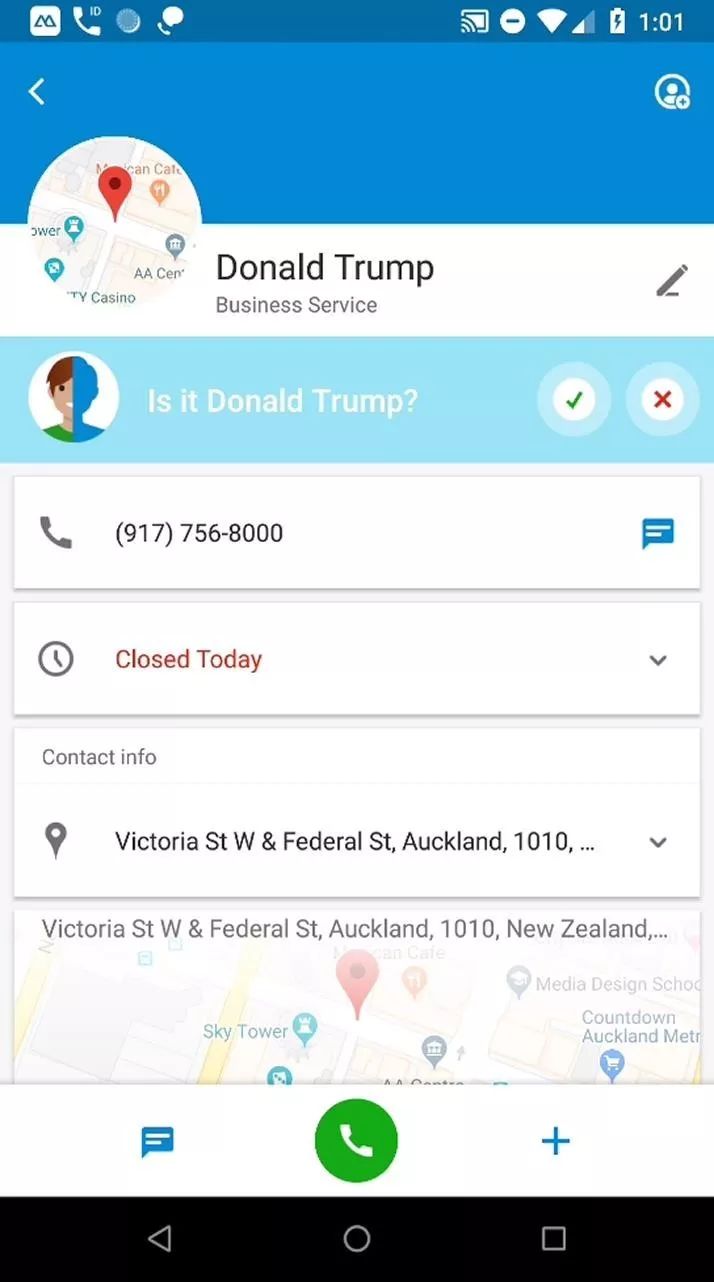 ID
1:01
Mexican Cafe
ower
AA Cen
TY Casino
Donald Trump
Business Service
Is it Donald Trump?
(917) 756-8000
Closed Today
Contact info
Victoria St W & Federal St, Auckland, 1010, ...
Victoria St W & Federal St, Auckland, 1010, New Zealand,...
Mexican Cafe
Media Design Schoo
Sky Tower
Countdown
Auckland Metr
AA Centre